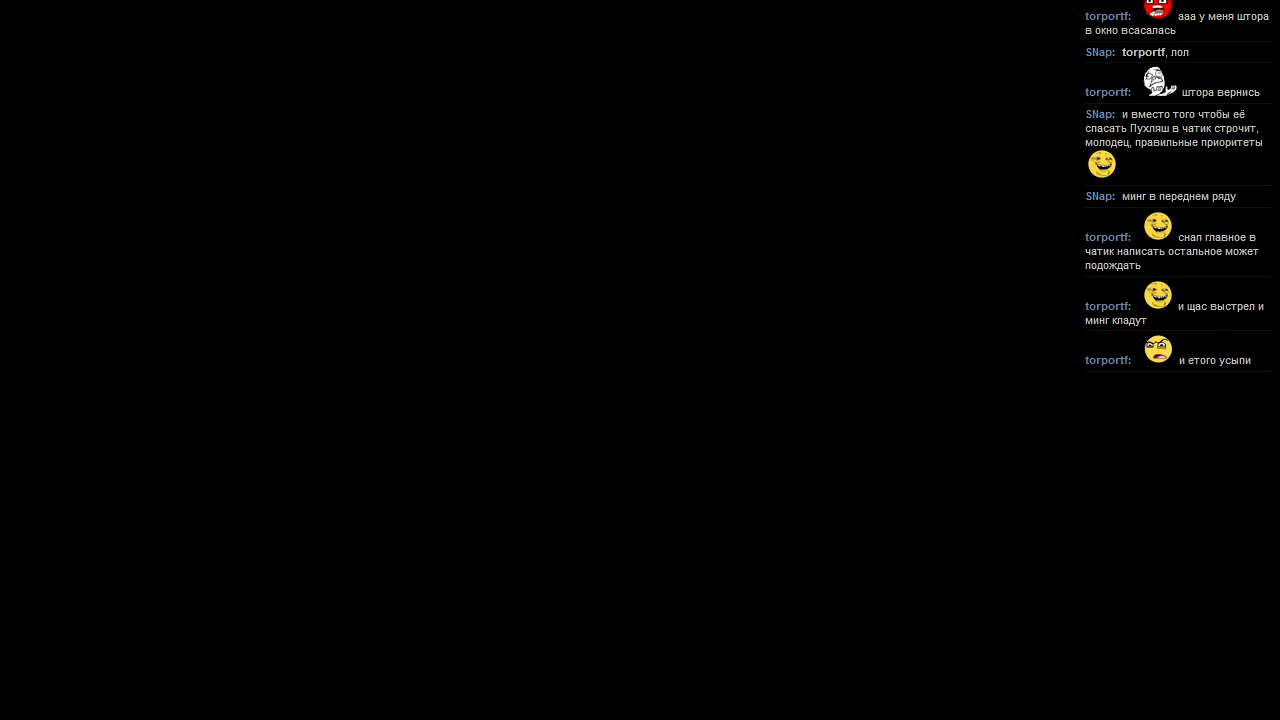 torportf: ааа у меня штора
в окно всасалась
SNap: torportf, лол
torportf: штора вернись
SNap: и вместо того чтобы её
спасать Пухляш в чатик строчит,
молодец, правильные приоритеты
SNap: минг в переднем ряду
torportf: снап главное в
чатик написать остальное может
подождать
torportf: и щас выстрел и
минг кладут
torportf: и етого усыпи